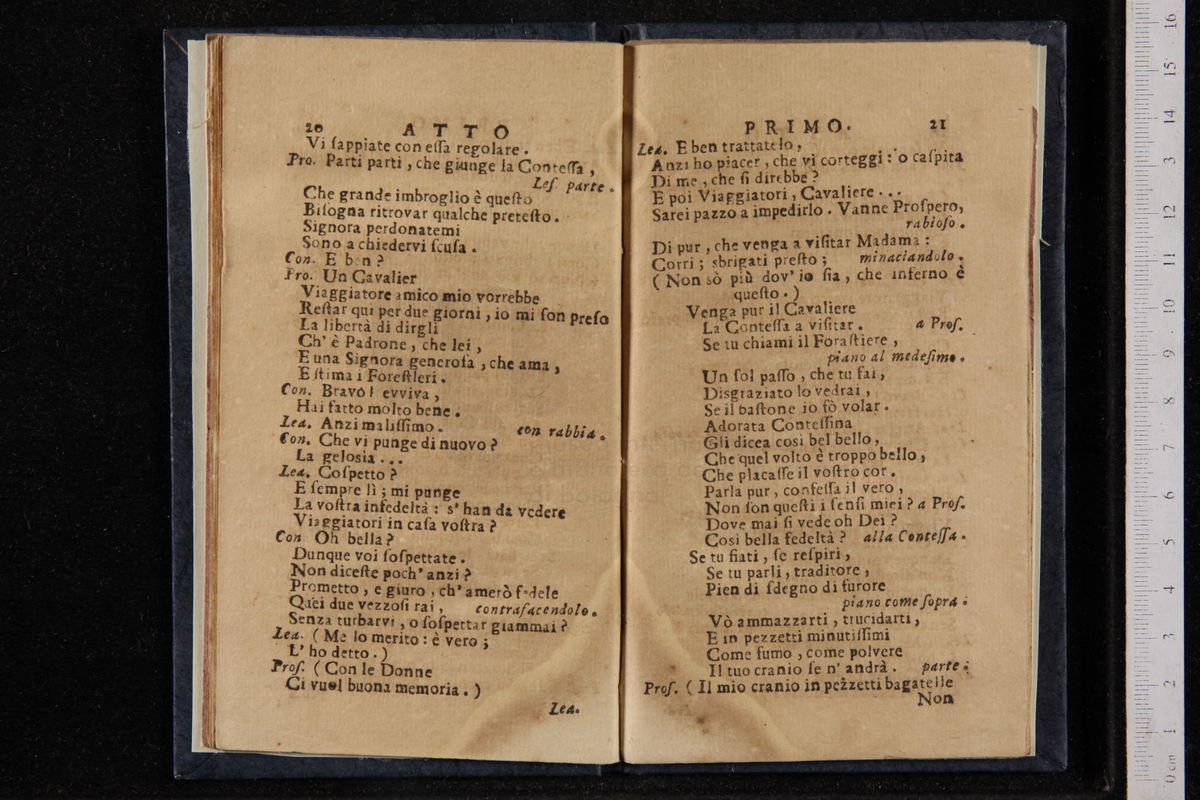 20 ATTO
Vi ſappiate con eſſa regolare.
Pro. Parti parti, che giunge la Conteſſa,
Leſ. parte.
Che grande imbroglio è queſto
Biſogna ritrovar qualche preteſto.
Signora perdonatemi
Sono a chiedervi ſcuſa.
Con. E ben?
Pro. Un Cavalier
Viaggiatore amico mio vorrebbe
Reſtar qui per due giorni, io mi ſon preſo
La libertà di dirgli
Ch' è Padrone, che lei,
E una Signora generoſa, che ama,
E ſtima i Foreſtieri.
Con. Bravo! evviva,
Hai fatto molto bene.
Lea. Anzi maliſſimo. con rabbia.
Con. Che vi punge di nuovo?
La geloſia...
Lea. Coſpetto?
E ſempre lì; mi punge
La voſtra infedeltà: s' han da vedere
Viaggiatori in caſa voſtra?
Con Oh bella?
Dunque voi ſoſpettate.
Non diceſte poch' anzi?
Prometto, e giuro, ch' amerò fedele
Quei due vezzoſi rai, contrafacendolo.
Senza turbarvi, o ſoſpettar giammai?
Lea. (Me lo merito: è vero;
L' ho detto.)
Proſ. (Con le Donne
Ci vuol buona memoria.)
Lea.
PRIMO. 21
Lea. E ben trattatelo,
Anzi ho piacer, che vi corteggi: o caſpita
Di me, che ſi direbbe?
E poi Viaggiatori, Cavaliere...
Sarei pazzo a impedirlo. Vanne Proſpero,
rabioſo.
Di pur, che venga a viſitar Madama:
Corri; sbrigati preſto; minaciandolo.
(Non sò più dov' io ſia, che inferno è
queſto.)
Venga pur il Cavaliere
La Conteſſa a viſitar. a Proſ.
Se tu chiami il Foraſtiere,
piano al medeſimo.
Un ſol paſſo, che tu fai,
Disgraziato lo vedrai,
Se il baſtone io fò volar.
Adorata Conteſſina
Gli dicea così bel bello,
Che quel volto è troppo bello,
Che placaſſe il voſtro cor.
Parla pur, confeſſa il vero,
Non ſon queſti i ſenſi miei? a Proſ.
Dove mai ſi vede oh Dei?
Così bella fedeltà? alla Conteſſa.
Se tu fiati, ſe reſpiri,
Se tu parli, traditore,
Pien di ſdegno di furore
piano come ſopra:
Vò ammazzarti, trucidarti,
E in pezzetti minutiſſimi
Come fumo, come polvere
Il tuo cranio ſe n' andrà. parte:
Proſ. (Il mio cranio in pezzetti bagatelle
Non